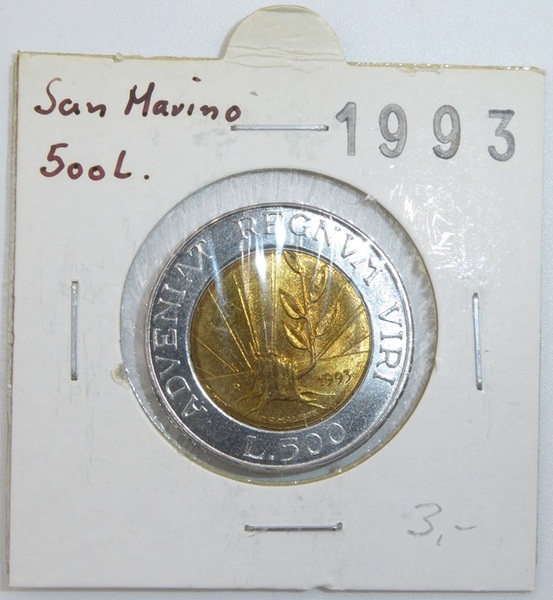 San Marino
500L.
1993
ADVENIAT REGNVM VIRI
R
1993
L.500
3,-